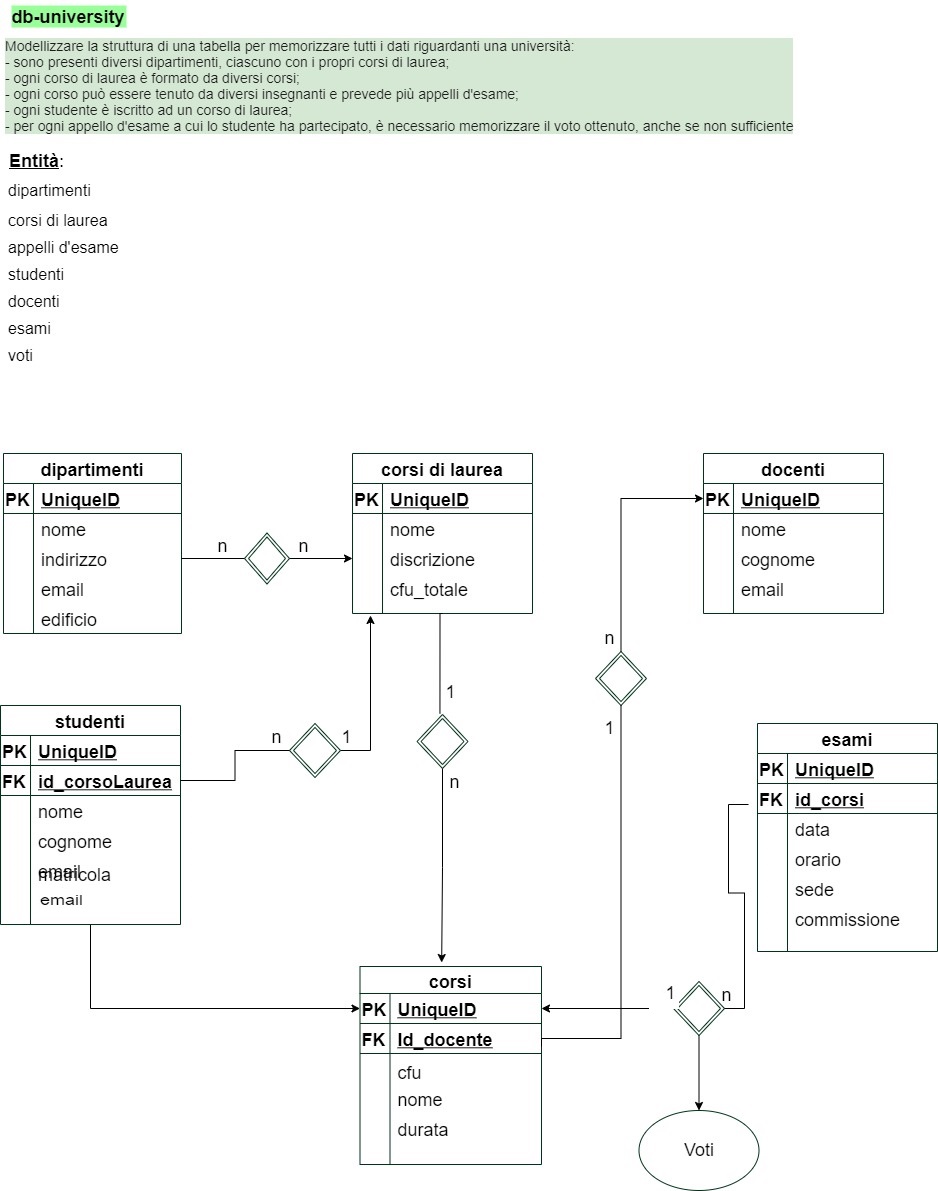 db-university
Modellizzare la struttura di una tabella per memorizzare tutti i dati riguardanti una università:
- sono presenti diversi dipartimenti, ciascuno con i propri corsi di laurea;
- ogni corso di laurea è formato da diversi corsi;
- ogni corso può essere tenuto da diversi insegnanti e prevede più appelli d'esame;
- ogni studente è iscritto ad un corso di laurea;
- per ogni appello d'esame a cui lo studente ha partecipato, è necessario memorizzare il voto ottenuto, anche se non sufficiente
Entità:
dipartimenti
corsi di laurea
appelli d'esame
studenti
docenti
esami
voti
dipartimenti
PK UniqueID
nome
indirizzo
email
edificio
n
n
corsi di laurea
PK UniqueID
nome
discrizione
cfu_totale
docenti
PK UniqueID
nome
cognome
email
studenti
PK UniqueID
FK id_corsoLaurea
nome
cognome
email
matricola
email
n
1
1
n
n
1
esami
PK UniqueID
FK id_corsi
data
orario
sede
commissione
corsi
PK UniqueID
FK Id_docente
cfu
nome
durata
1
n
Voti